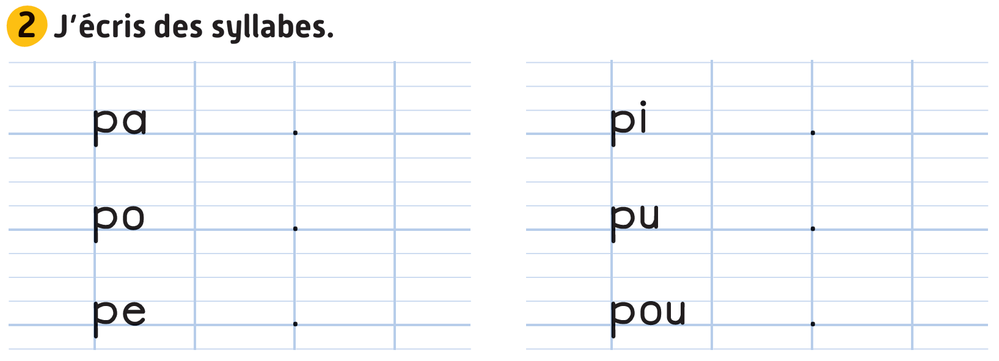 2 J'écris des syllabes.
pa .
po .
pe .
pi .
pu .
pou .